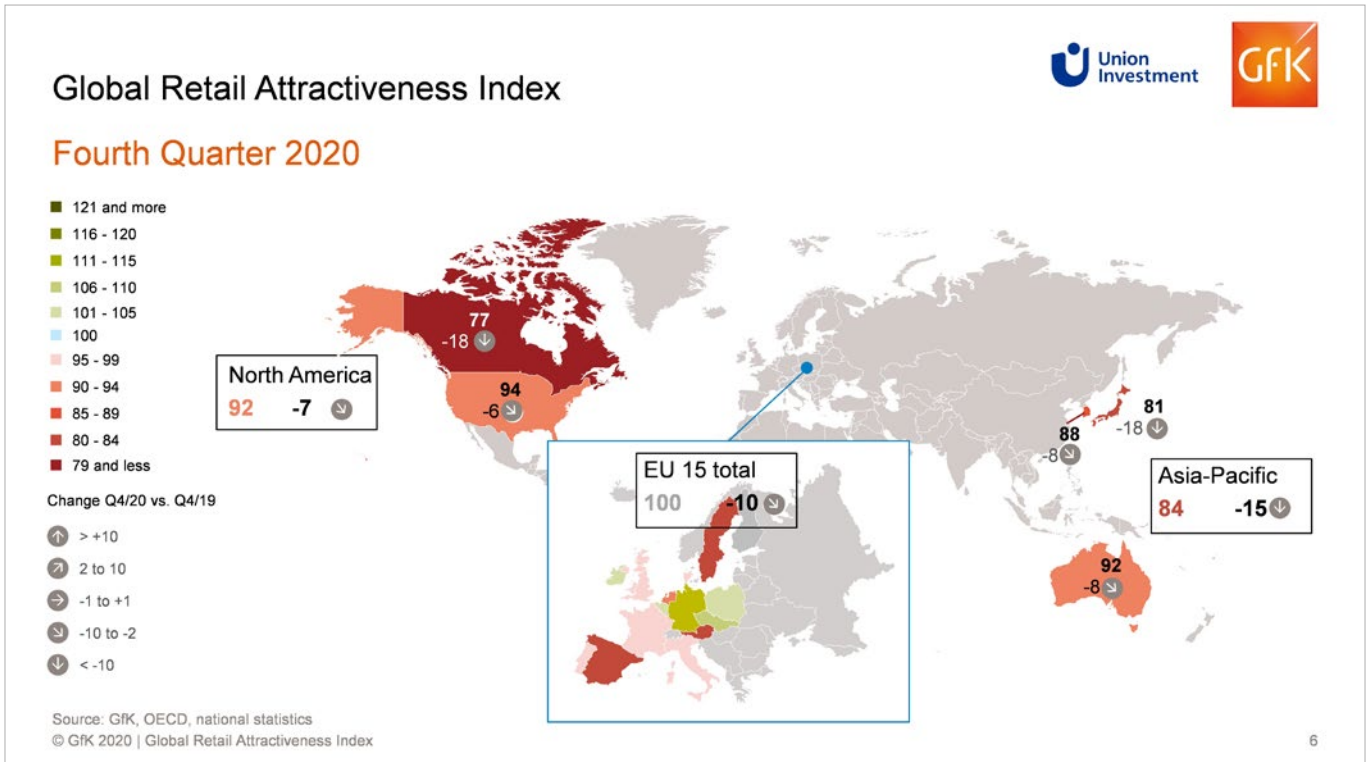 Global Retail Attractiveness Index
Union
Investment
GfK
Fourth Quarter 2020
121 and more
116 - 120
111 - 115
106 - 110
101 - 105
100
95 - 99
90 - 94
85 - 89
80 - 84
79 and less
Change Q4/20 vs. Q4/19
> +10
2 to 10
-1 to +1
-10 to -2
< -10
77
-18
North America
92 -7
94
-6
EU 15 total
100 -10
81
-18
88
-8
Asia-Pacific
84 -15
92
-8
Source: GfK, OECD, national statistics
© GfK 2020 | Global Retail Attractiveness Index
6